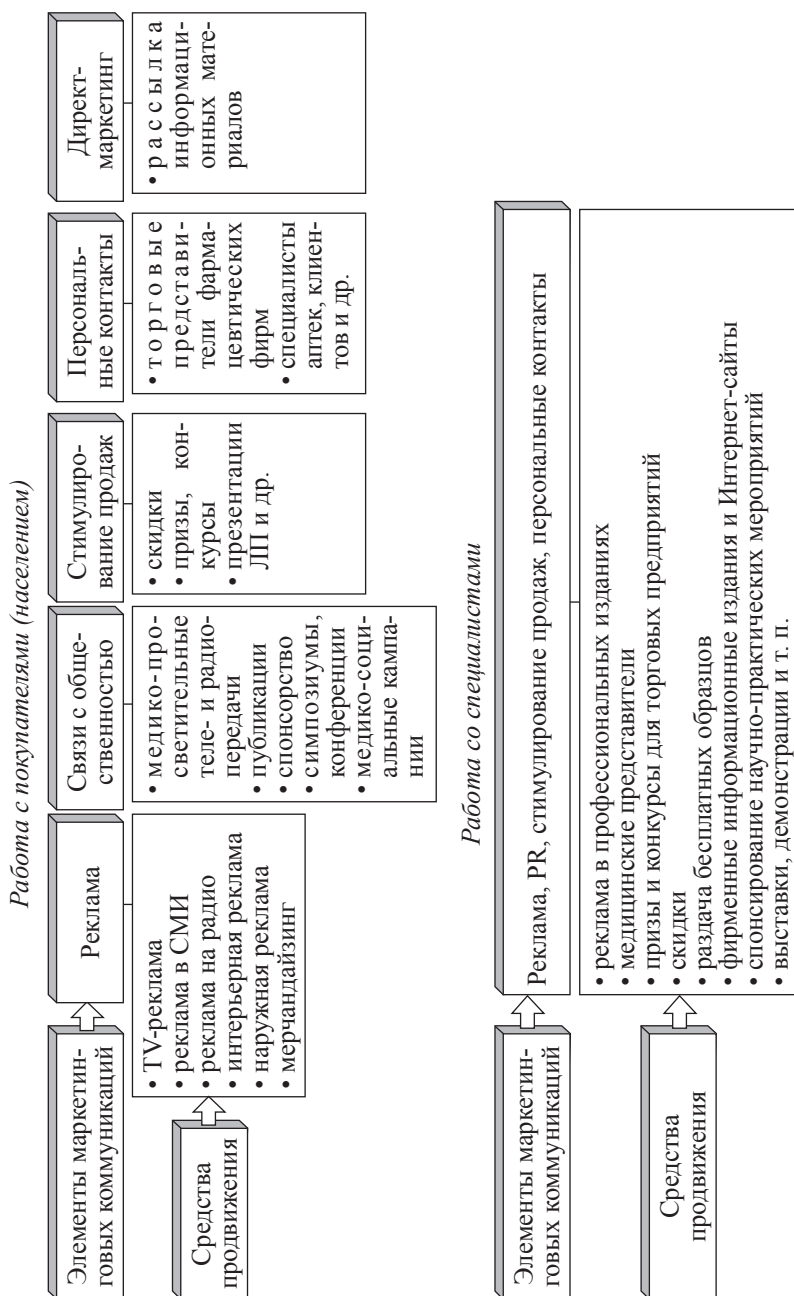 Работа с покупателями (населением)
Элементы маркетин-
говых коммуникаций
Реклама
Связи с обще-
ственностью
Стимулиро-
вание продаж
Персональ-
ные контакты
Директ-
маркетинг
Средства
продвижения
• TV-реклама
• реклама в СМИ
• реклама на радио
• интерьерная реклама
• наружная реклама
• мерчандайзинг
• медико-про-
светительные
теле- и радио-
передачи
• публикации
• спонсорство
• симпозиумы,
конференции
• медико-соци-
альные кампа-
нии
• скидки
• призы, кон-
курсы
• презентации
ЛП и др.
• торговые
представи-
тели фарма-
цевтических
фирм
• специалисты
аптек, клиен-
тов и др.
• рассылка
информаци-
онных мате-
риалов
Работа со специалистами
Элементы маркетин-
говых коммуникаций
Реклама, PR, стимулирование продаж, персональные контакты
Средства
продвижения
• реклама в профессиональных изданиях
• медицинские представители
• призы и конкурсы для торговых предприятий
• скидки
• раздача бесплатных образцов
• фирменные информационные издания и Интернет-сайты
• спонсирование научно-практических мероприятий
• выставки, демонстрации и т. п.